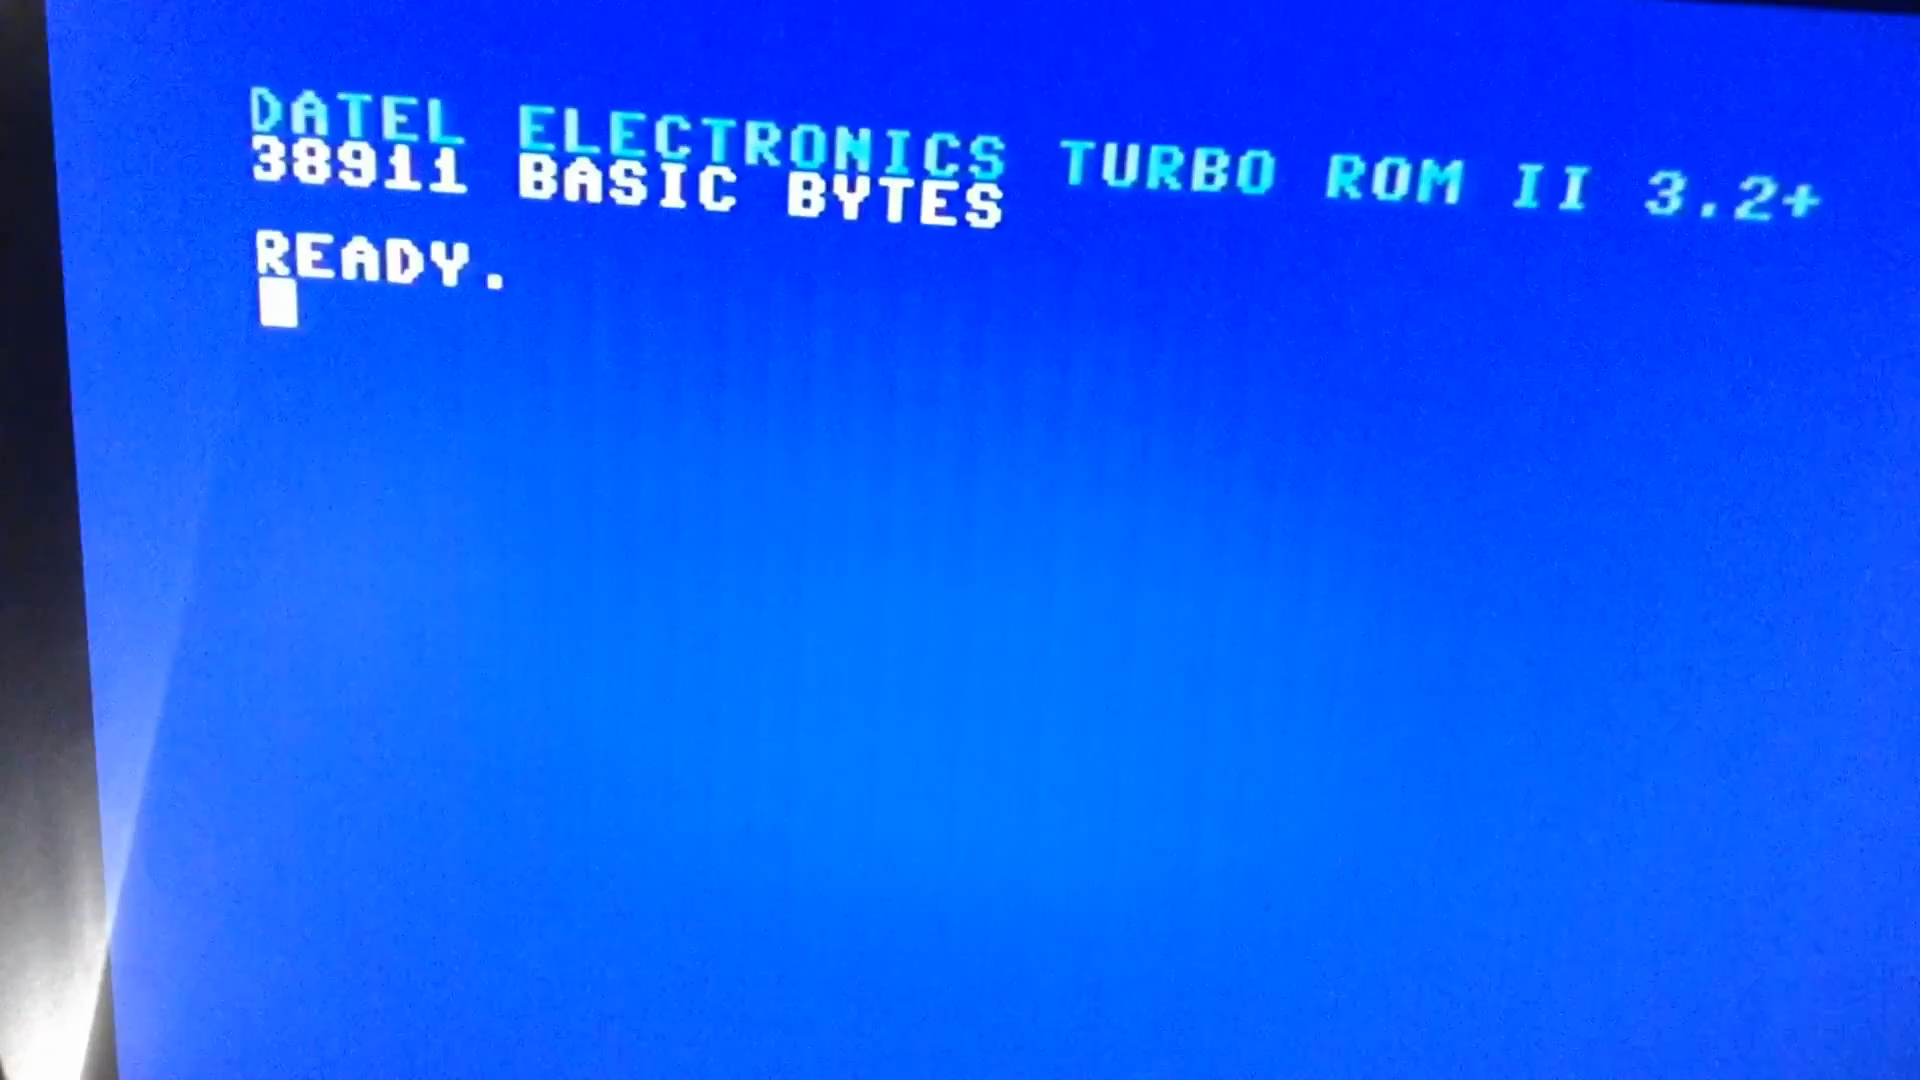 DATEL ELECTRONICS TURBO ROM II 3.2+
38911 BASIC BYTES
READY.